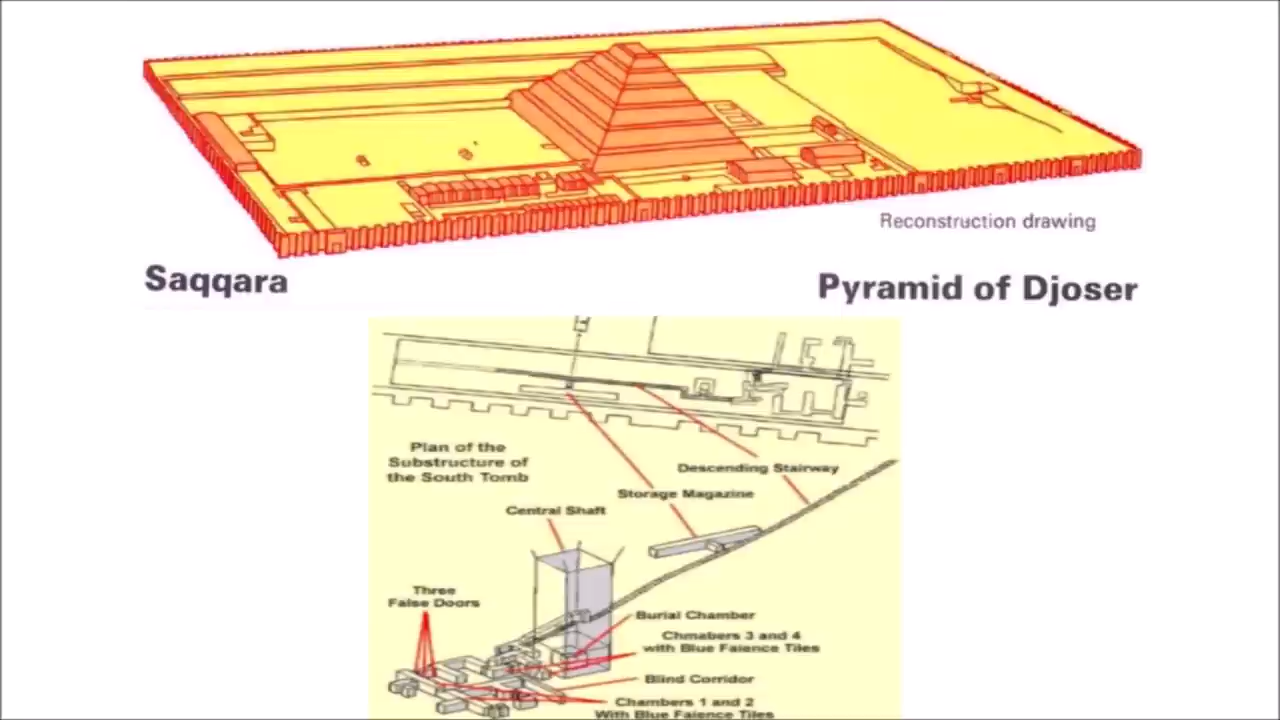 Reconstruction drawing
Saqqara
Pyramid of Djoser
Plan of the
Substructure of
the South Tomb
Descending Stairway
Storage Magazine
Central Shaft
Three
False Doors
Burial Chamber
Chmabers 3 and 4
with Blue Faience Tiles
Blind Corridor
Chambers 1 and 2
With Blue Faience Tiles